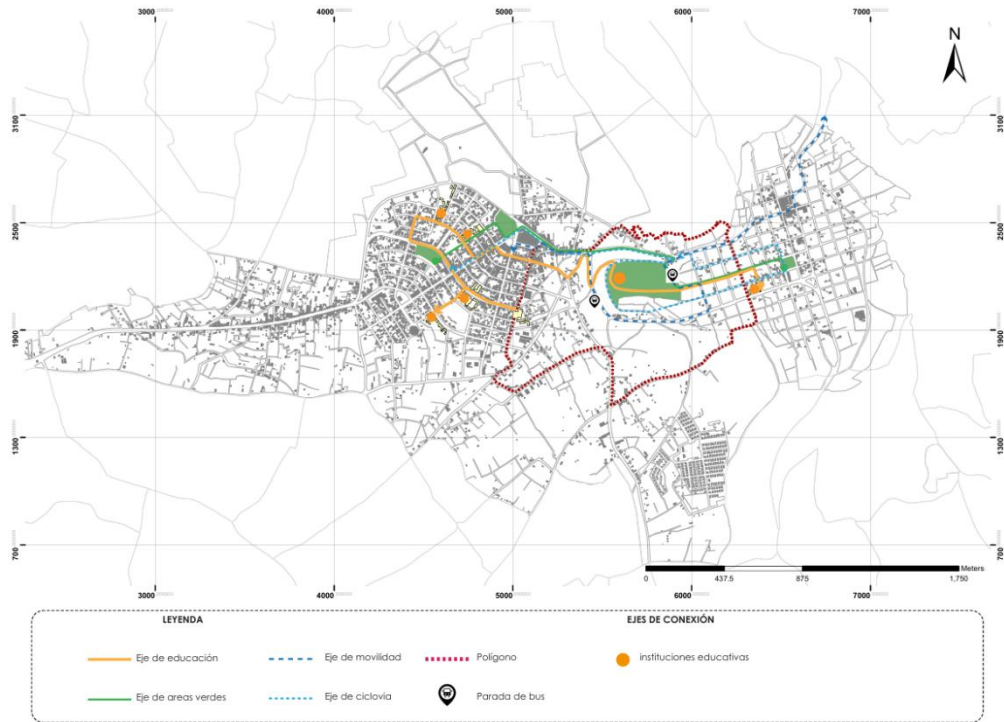 3000 4000 5000 6000 7000
N
3100 3100
2500 2500
1900 1900
1300 1300
700 700
Meters
0 437.5 875 1,750
3000 4000 5000 6000 7000
LEYENDA EJES DE CONEXIÓN
Eje de educación Eje de movilidad Polígono instituciones educativas
Eje de areas verdes Eje de ciclovia Parada de bus